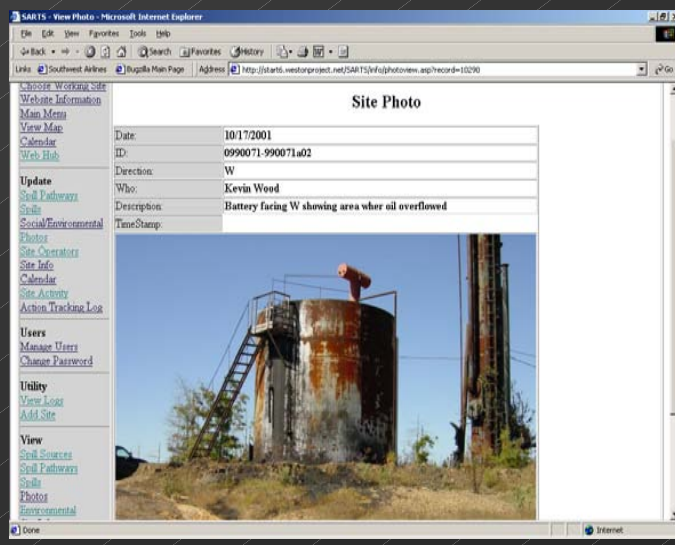 SARTS - View Photo - Microsoft Internet Explorer
File Edit View Favorites Tools Help
Back Search Favorites History
Links Southwest Airlines Bugzilla Main Page Address http://start6.westonproject.net/SARTS/info/photoview.asp?record=10290 Go
Choose Working Site
Website Information
Main Menu
View Map
Calendar
Web Hub
Update
Spill Pathways
Spills
Social/Environmental
Photos
Site Operators
Site Info
Calendar
Site Activity
Action Tracking Log
Users
Manage Users
Change Password
Utility
View Logs
Add Site
View
Spill Sources
Spill Pathways
Spills
Photos
Environmental
Site Photo
Date: 10/17/2001
ID: 0990071-990071a02
Direction: W
Who: Kevin Wood
Description: Battery facing W showing area wher oil overflowed
TimeStamp:
Done Internet